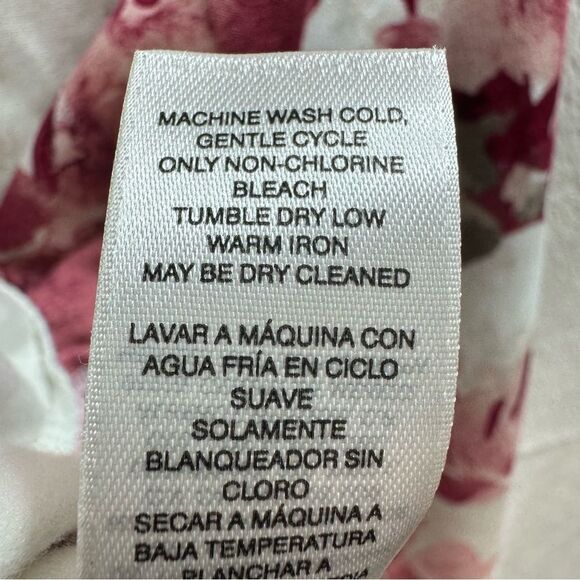 MACHINE WASH COLD,
GENTLE CYCLE
ONLY NON-CHLORINE
BLEACH
TUMBLE DRY LOW
WARM IRON
MAY BE DRY CLEANED
LAVAR A MÁQUINA CON
AGUA FRÍA EN CICLO
SUAVE
SOLAMENTE
BLANQUEADOR SIN
CLORO
SECAR A MÁQUINA A
BAJA TEMPERATURA
PLANCHAR A